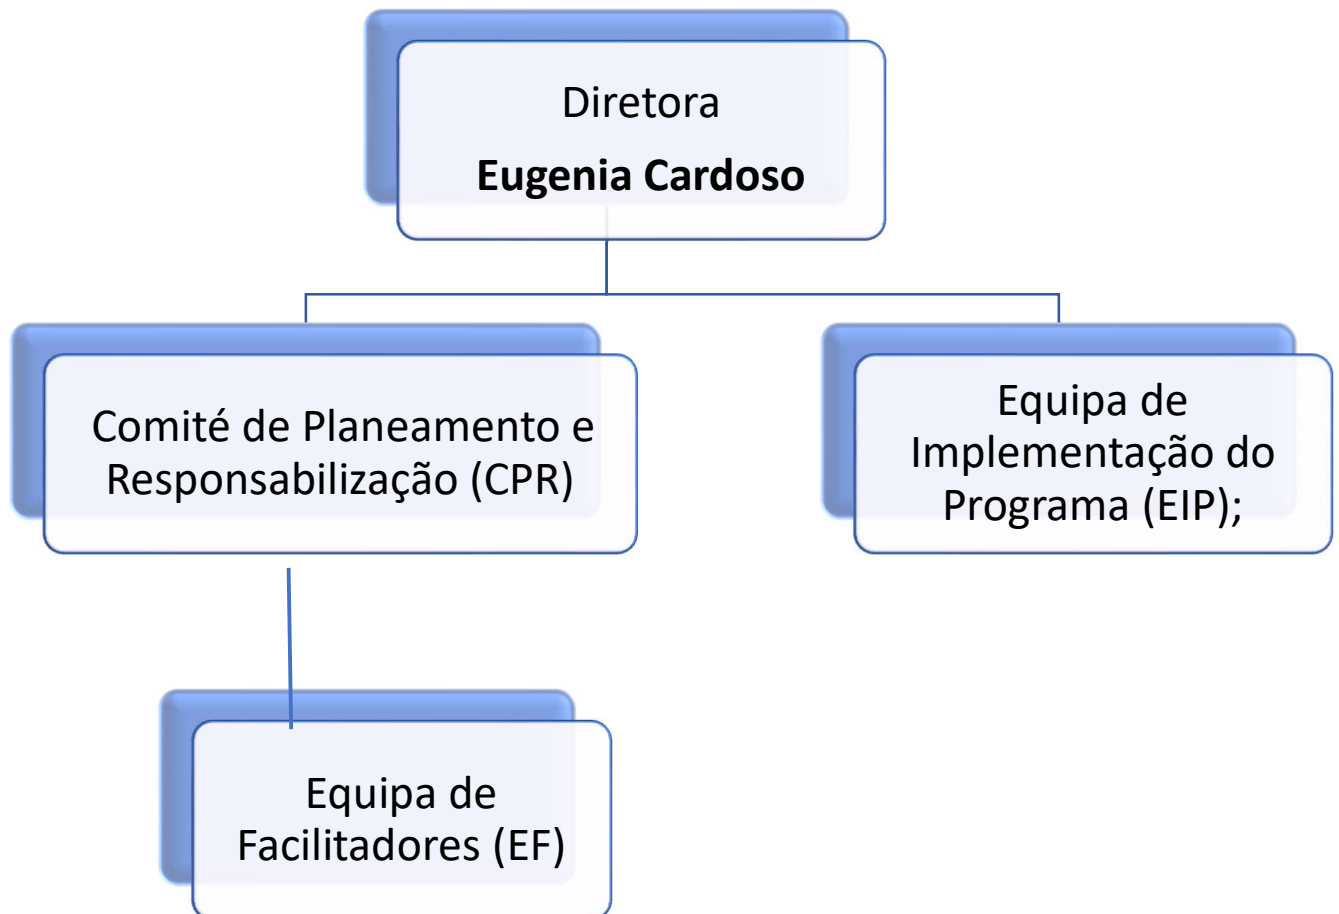 Diretora
Eugenia Cardoso
Comité de Planeamento e
Responsabilização (CPR)
Equipa de
Implementação do
Programa (EIP);
Equipa de
Facilitadores (EF)